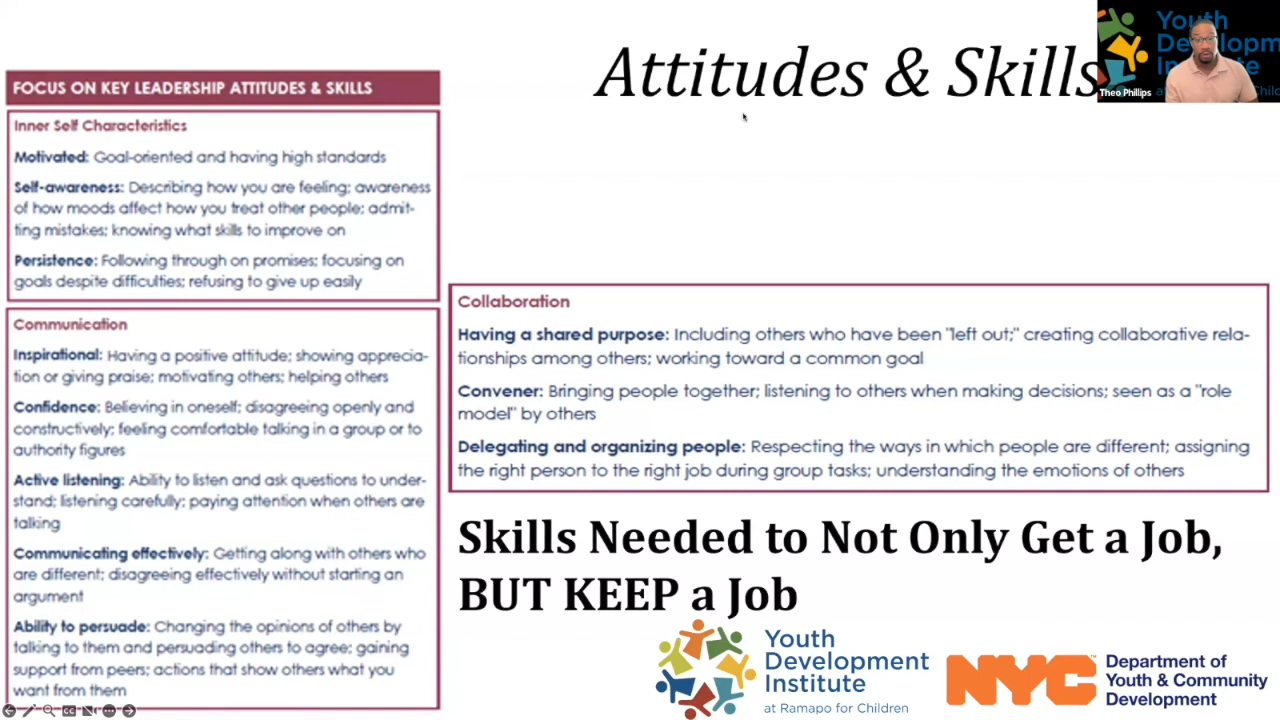 Attitudes & Skills
Youth
Developm
Institute
Theo Phillips
FOCUS ON KEY LEADERSHIP ATTITUDES & SKILLS
Inner Self Characteristics
Motivated: Goal-oriented and having high standards
Self-awareness: Describing how you are feeling; awareness
of how moods affect how you treat other people; admit-
ting mistakes; knowing what skills to improve on
Persistence: Following through on promises; focusing on
goals despite difficulties; refusing to give up easily
Communication
Inspirational: Having a positive attitude; showing apprecia-
tion or giving praise; motivating others; helping others
Confidence: Believing in oneself; disagreeing openly and
constructively; feeling comfortable talking in a group or to
authority figures
Active listening: Ability to listen and ask questions to under-
stand; listening carefully; paying attention when others are
talking
Communicating effectively: Getting along with others who
are different; disagreeing effectively without starting an
argument
Ability to persuade: Changing the opinions of others by
talking to them and persuading others to agree; gaining
support from peers; actions that show others what you
want from them
Collaboration
Having a shared purpose: Including others who have been "left out;" creating collaborative rela-
tionships among others; working toward a common goal
Convener: Bringing people together; listening to others when making decisions; seen as a "role
model" by others
Delegating and organizing people: Respecting the ways in which people are different; assigning
the right person to the right job during group tasks; understanding the emotions of others
Skills Needed to Not Only Get a Job,
BUT KEEP a Job
Youth
Development
Institute
at Ramapo for Children
NYC
Department of
Youth & Community
Development